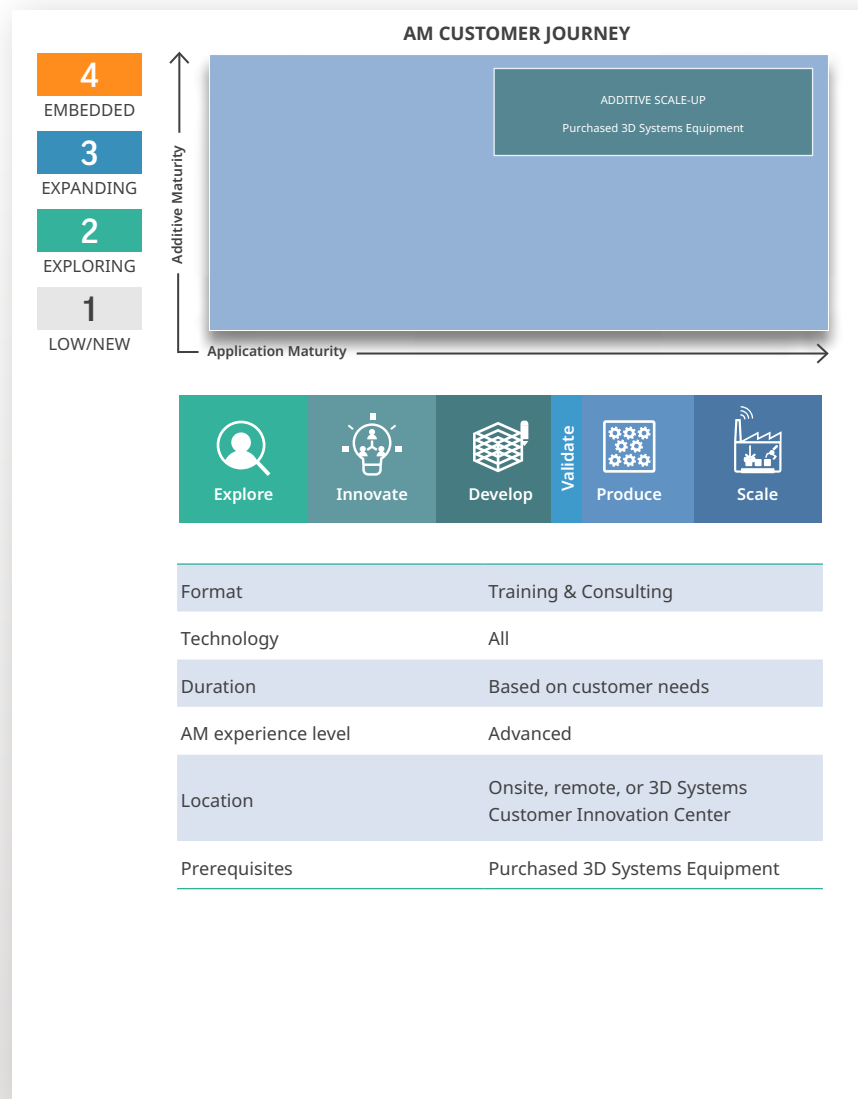 AM CUSTOMER JOURNEY
4
EMBEDDED
3
EXPANDING
2
EXPLORING
1
LOW/NEW
Additive Maturity
ADDITIVE SCALE-UP
Purchased 3D Systems Equipment
Application Maturity
Explore
Innovate
Develop
Validate
Produce
Scale
Format Training & Consulting
Technology All
Duration Based on customer needs
AM experience level Advanced
Location Onsite, remote, or 3D Systems
Customer Innovation Center
Prerequisites Purchased 3D Systems Equipment